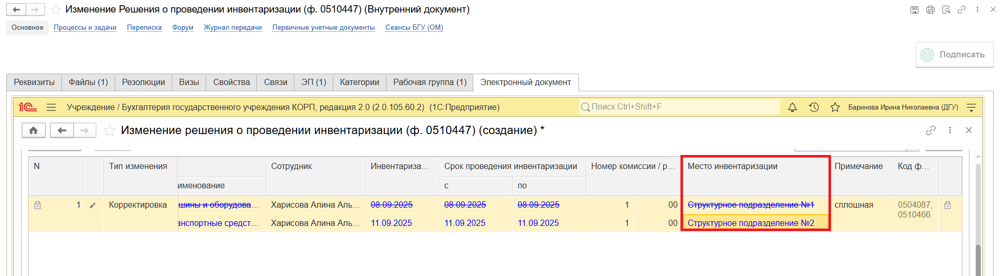 Изменение Решения о проведении инвентаризации (ф. 0510447) (Внутренний документ)
Основное Процессы и задачи Переписка Форум Журнал передачи Первичные учетные документы Сеансы БГУ (ОМ)
Подписать
Реквизиты Файлы (1) Резолюции Визы Свойства Связи ЭП (1) Категории Рабочая группа (1) Электронный документ
1С Учреждение / Бухгалтерия государственного учреждения КОРП, редакция 2.0 (2.0.105.60.2) (1С:Предприятие) Поиск Ctrl+Shift+F Баринова Ирина Николаевна (ДГУ)
Изменение решения о проведении инвентаризации (ф. 0510447) (создание) *
N Тип изменения Сотрудник Инвентариза... Срок проведения инвентаризации Номер комиссии / р... Место инвентаризации Примечание Код ф...
именование с по
1 Корректировка шины и оборудова... Харисова Алина Аль... 08.09.2025 08.09.2025 08.09.2025 1 00 Структурное подразделение №1 сплошная 0504087,
0510466
анспортные средст... Харисова Алина Аль... 11.09.2025 11.09.2025 11.09.2025 1 00 Структурное подразделение №2